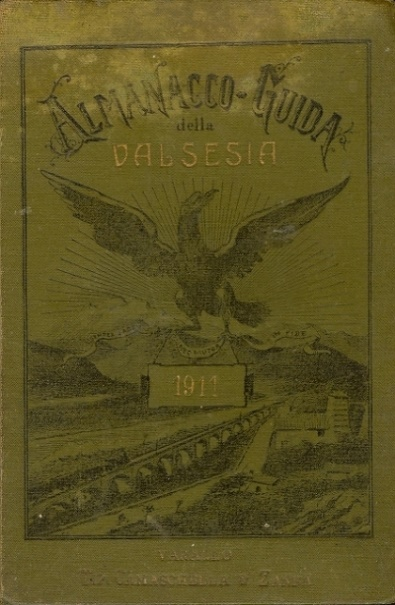 ALMANACCO-GUIDA
della
VALSESIA
1911
VARALLO